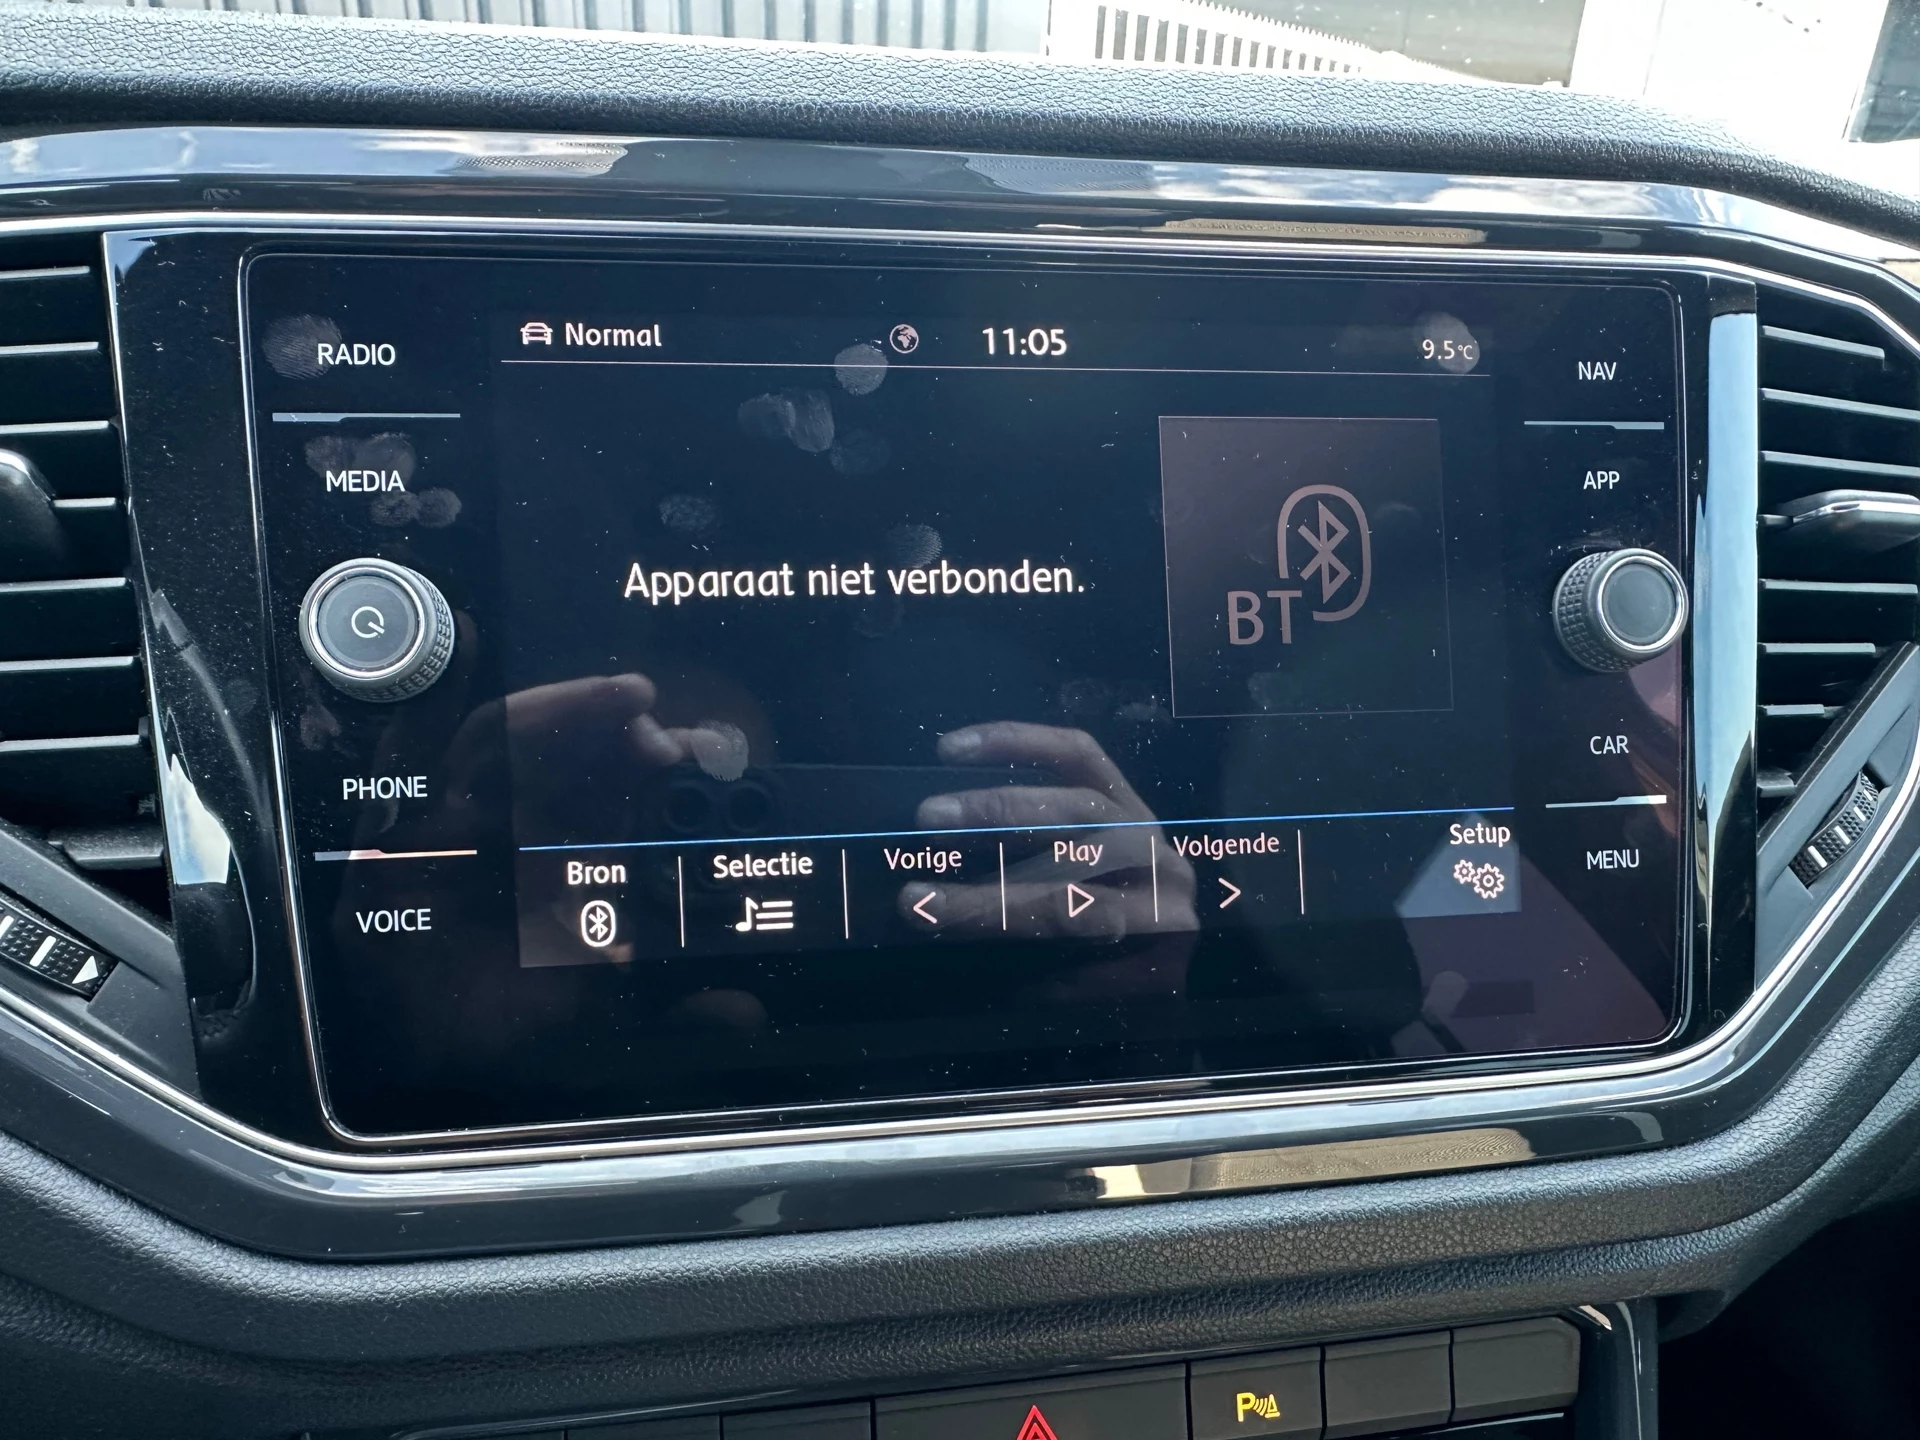 RADIO
MEDIA
PHONE
VOICE
Normal
11:05
9.5°C
Apparaat niet verbonden.
BT
Bron
Selectie
Vorige
Play
Volgende
Setup
NAV
APP
CAR
MENU
P